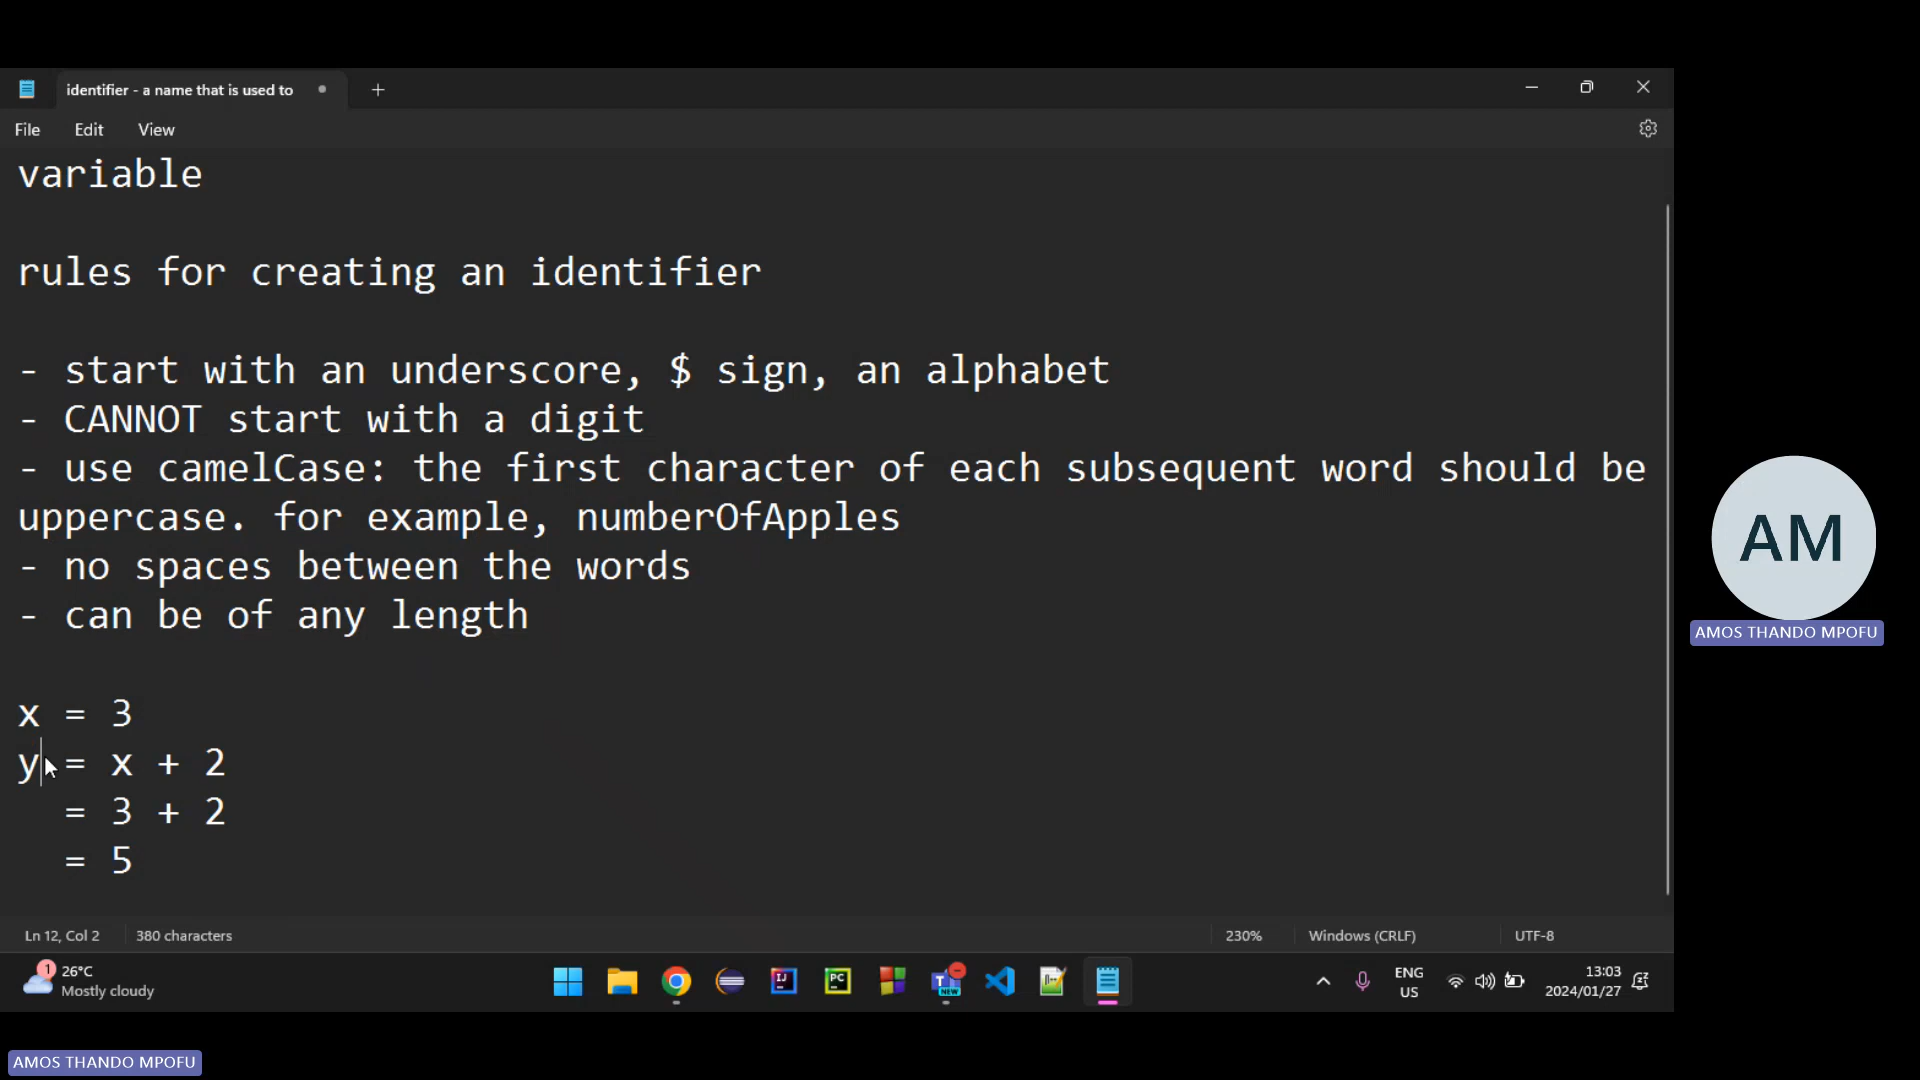 identifier - a name that is used to
File Edit View
variable
rules for creating an identifier
- start with an underscore, $ sign, an alphabet
- CANNOT start with a digit
- use camelCase: the first character of each subsequent word should be
uppercase. for example, numberOfApples
- no spaces between the words
- can be of any length
x = 3
y = x + 2
= 3 + 2
= 5
AM
AMOS THANDO MPOFU
Ln 12, Col 2 380 characters 230% Windows (CRLF) UTF-8
1 26°C
Mostly cloudy
IJ
PC
T
NEW
ENG
US
13:03
2024/01/27
AMOS THANDO MPOFU